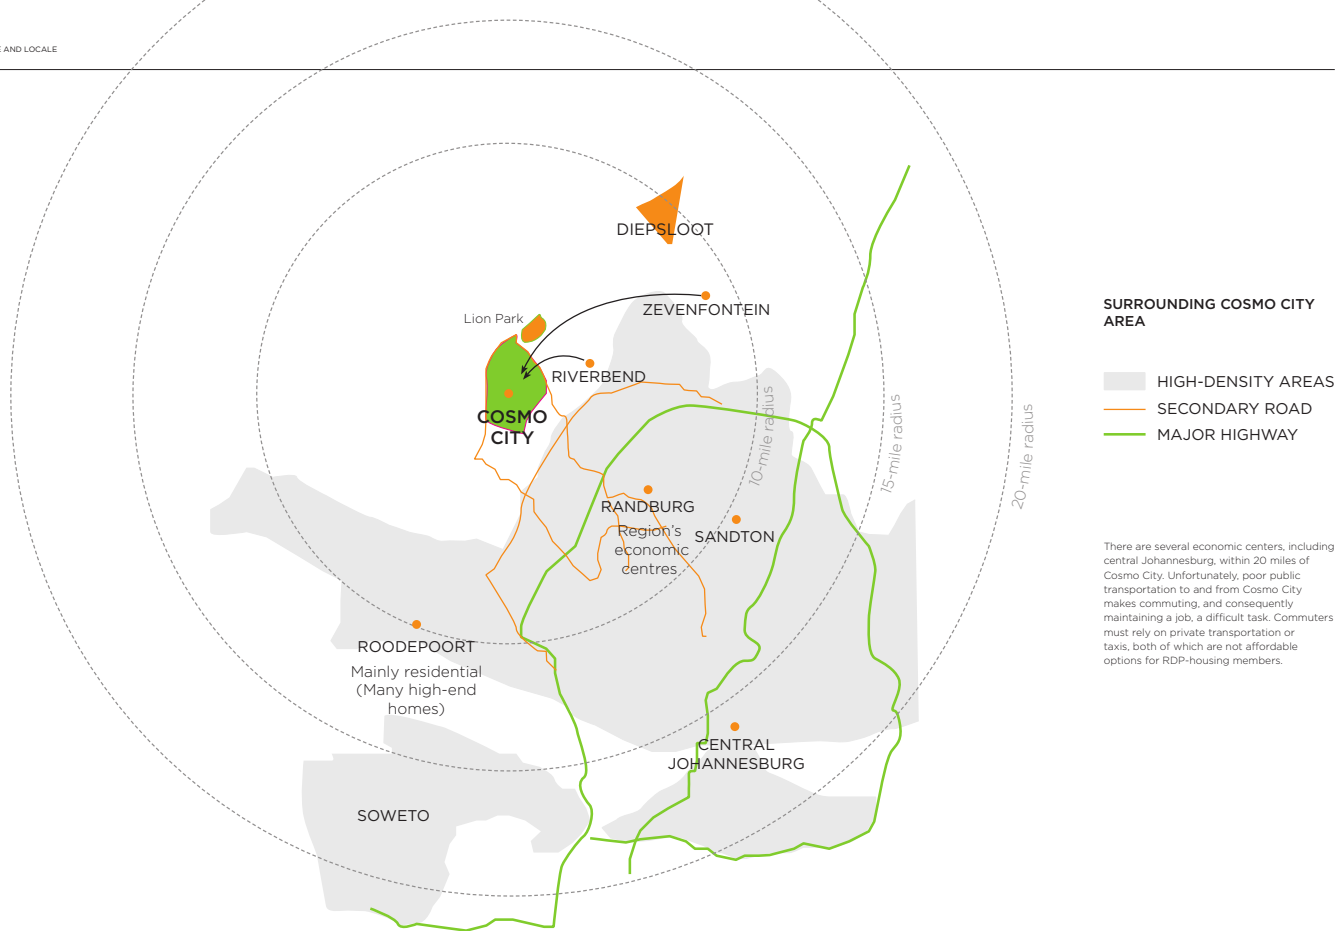 AND LOCALE
DIEPSLOOT
ZEVENFONTEIN
Lion Park
RIVERBEND
COSMO
CITY
10-mile radius
15-mile radius
20-mile radius
RANDBURG
Region's
economic
centres
SANDTON
ROODEPOORT
Mainly residential
(Many high-end
homes)
CENTRAL
JOHANNESBURG
SOWETO
SURROUNDING COSMO CITY
AREA
HIGH-DENSITY AREAS
SECONDARY ROAD
MAJOR HIGHWAY
There are several economic centers, including
central Johannesburg, within 20 miles of
Cosmo City. Unfortunately, poor public
transportation to and from Cosmo City
makes commuting, and consequently
maintaining a job, a difficult task. Commuters
must rely on private transportation or
taxis, both of which are not affordable
options for RDP-housing members.